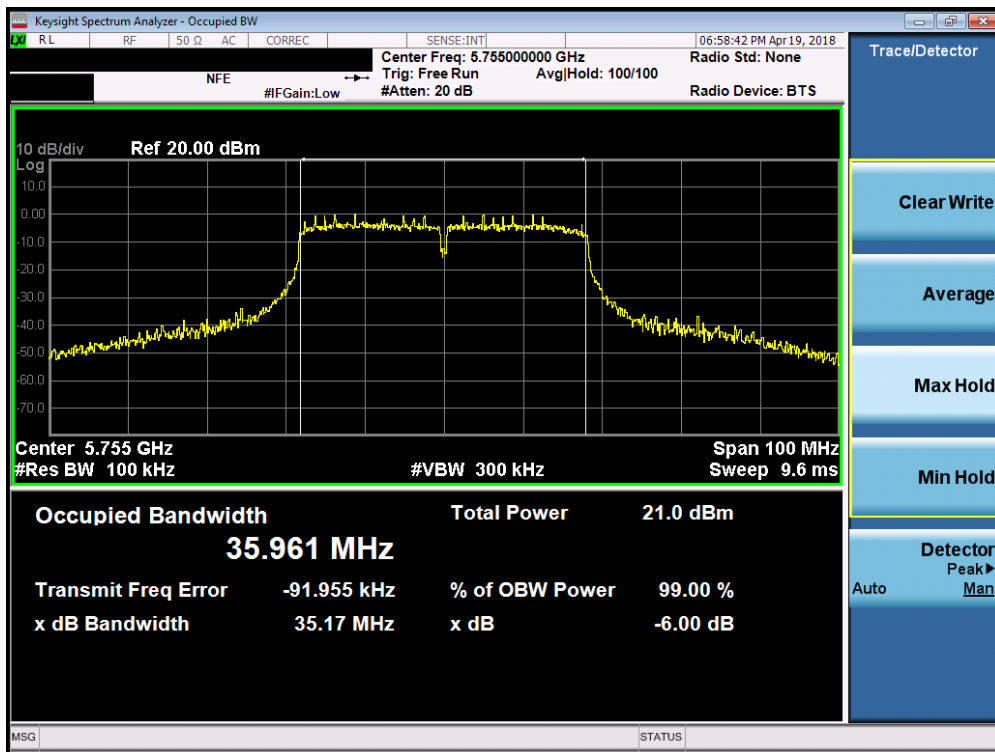 Keysight Spectrum Analyzer - Occupied BW
LXI RL RF 50 Ω AC CORREC SENSE:INT 06:58:42 PM Apr 19, 2018
Center Freq: 5.755000000 GHz Radio Std: None
NFE Trig: Free Run Avg|Hold: 100/100
#IFGain:Low #Atten: 20 dB Radio Device: BTS
Trace/Detector
10 dB/div Ref 20.00 dBm
Log
10.0
0.00
-10.0
-20.0
-30.0
-40.0
-50.0
-60.0
-70.0
Center 5.755 GHz Span 100 MHz
#Res BW 100 kHz #VBW 300 kHz Sweep 9.6 ms
Occupied Bandwidth Total Power 21.0 dBm
35.961 MHz
Transmit Freq Error -91.955 kHz % of OBW Power 99.00 %
x dB Bandwidth 35.17 MHz x dB -6.00 dB
Clear Write
Average
Max Hold
Min Hold
Detector
Peak▶
Auto Man
MSG STATUS